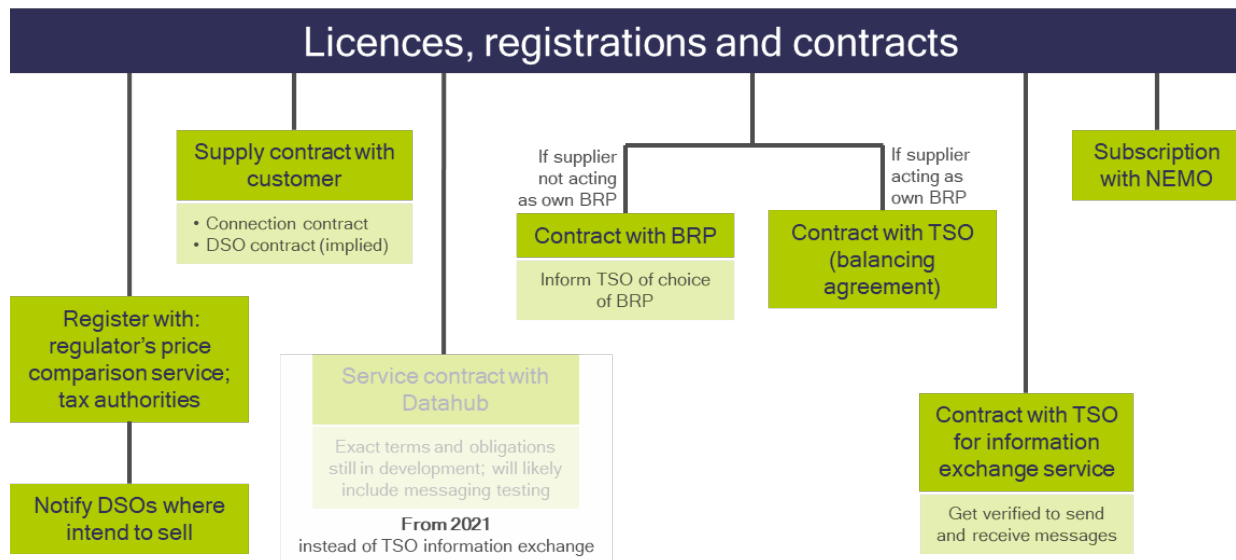 Licences, registrations and contracts
Supply contract with
customer
• Connection contract
• DSO contract (implied)
If supplier
not acting
as own BRP
If supplier
acting as
own BRP
Subscription
with NEMO
Contract with BRP
Inform TSO of choice
of BRP
Contract with TSO
(balancing
agreement)
Register with:
regulator's price
comparison service;
tax authorities
Service contract with
Datahub
Exact terms and obligations
still in development; will likely
include messaging testing
From 2021
instead of TSO information exchange
Contract with TSO
for information
exchange service
Get verified to send
and receive messages
Notify DSOs where
intend to sell